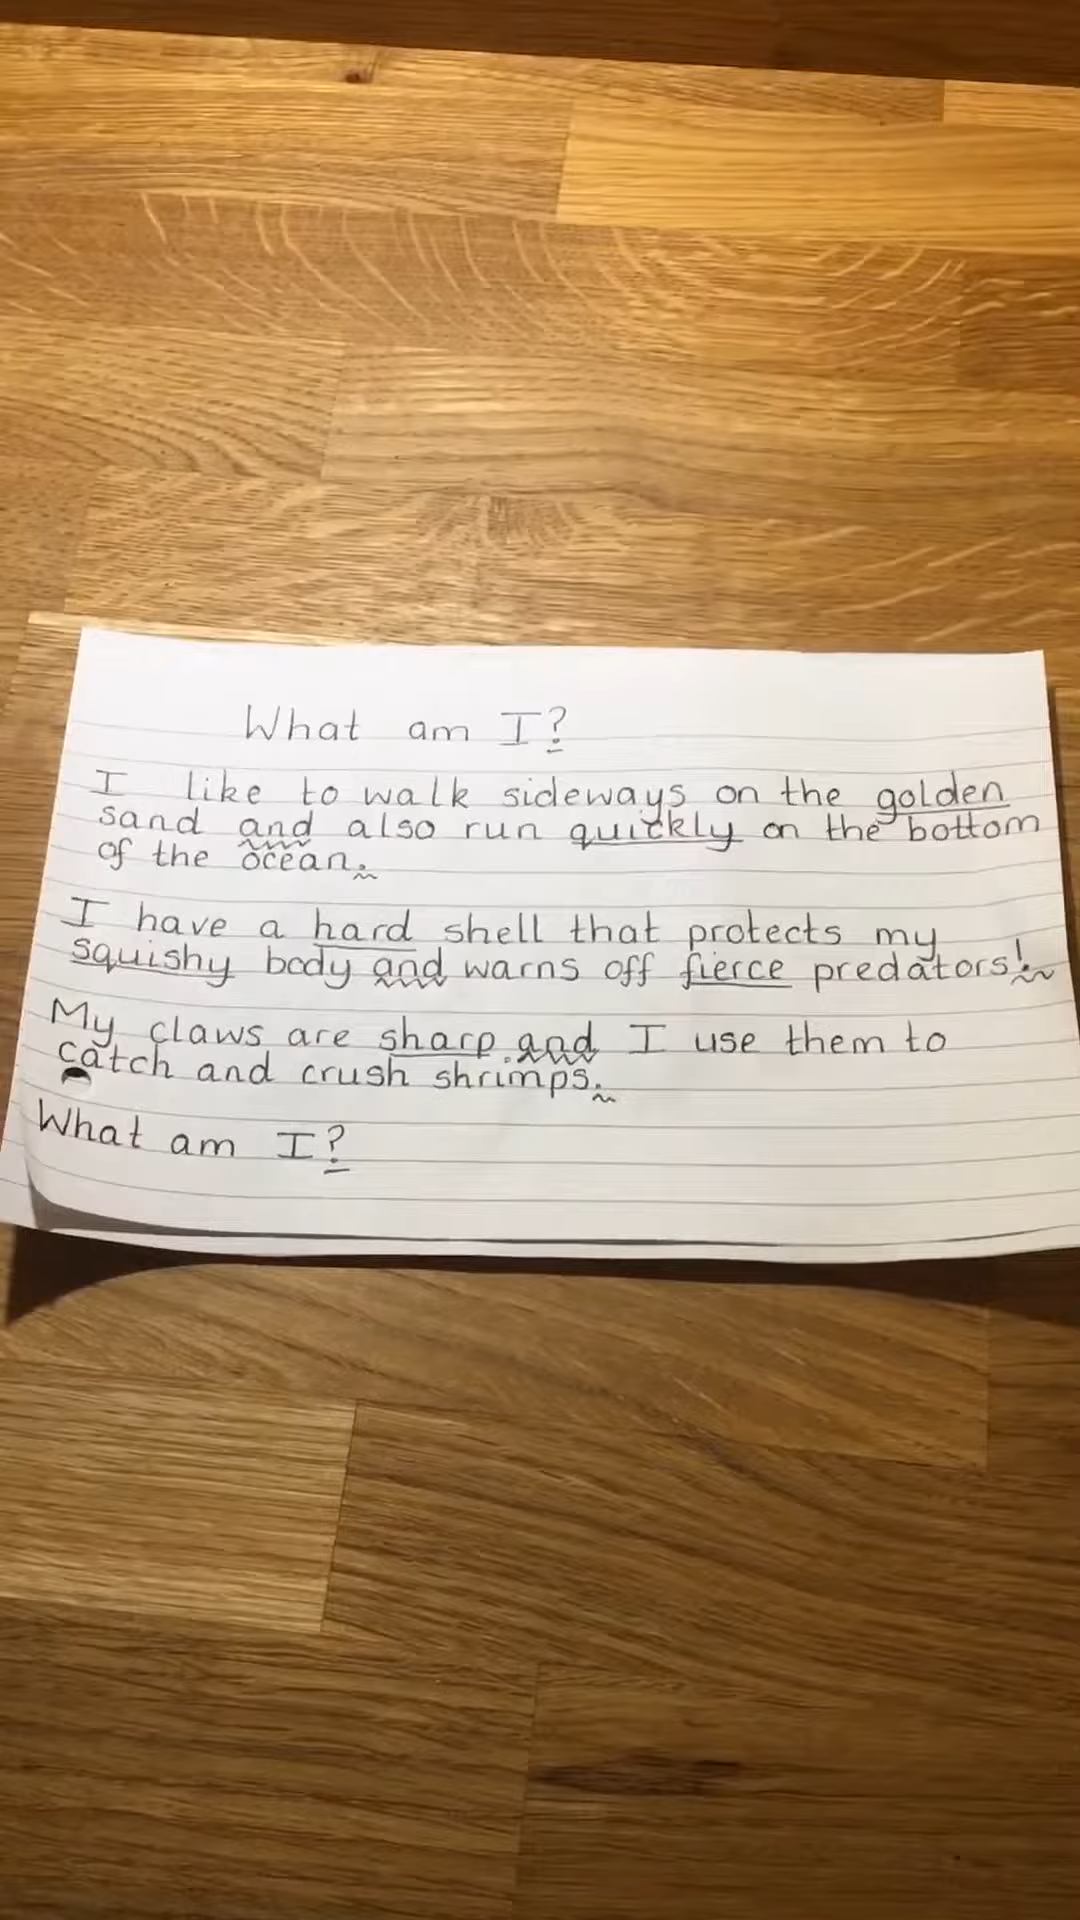 What am I?
I like to walk sideways on the golden
sand and also run quickly on the bottom
of the ocean.
I have a hard shell that protects my
squishy body and warns off fierce predators!
My claws are sharp and I use them to
catch and crush shrimps.
What am I?